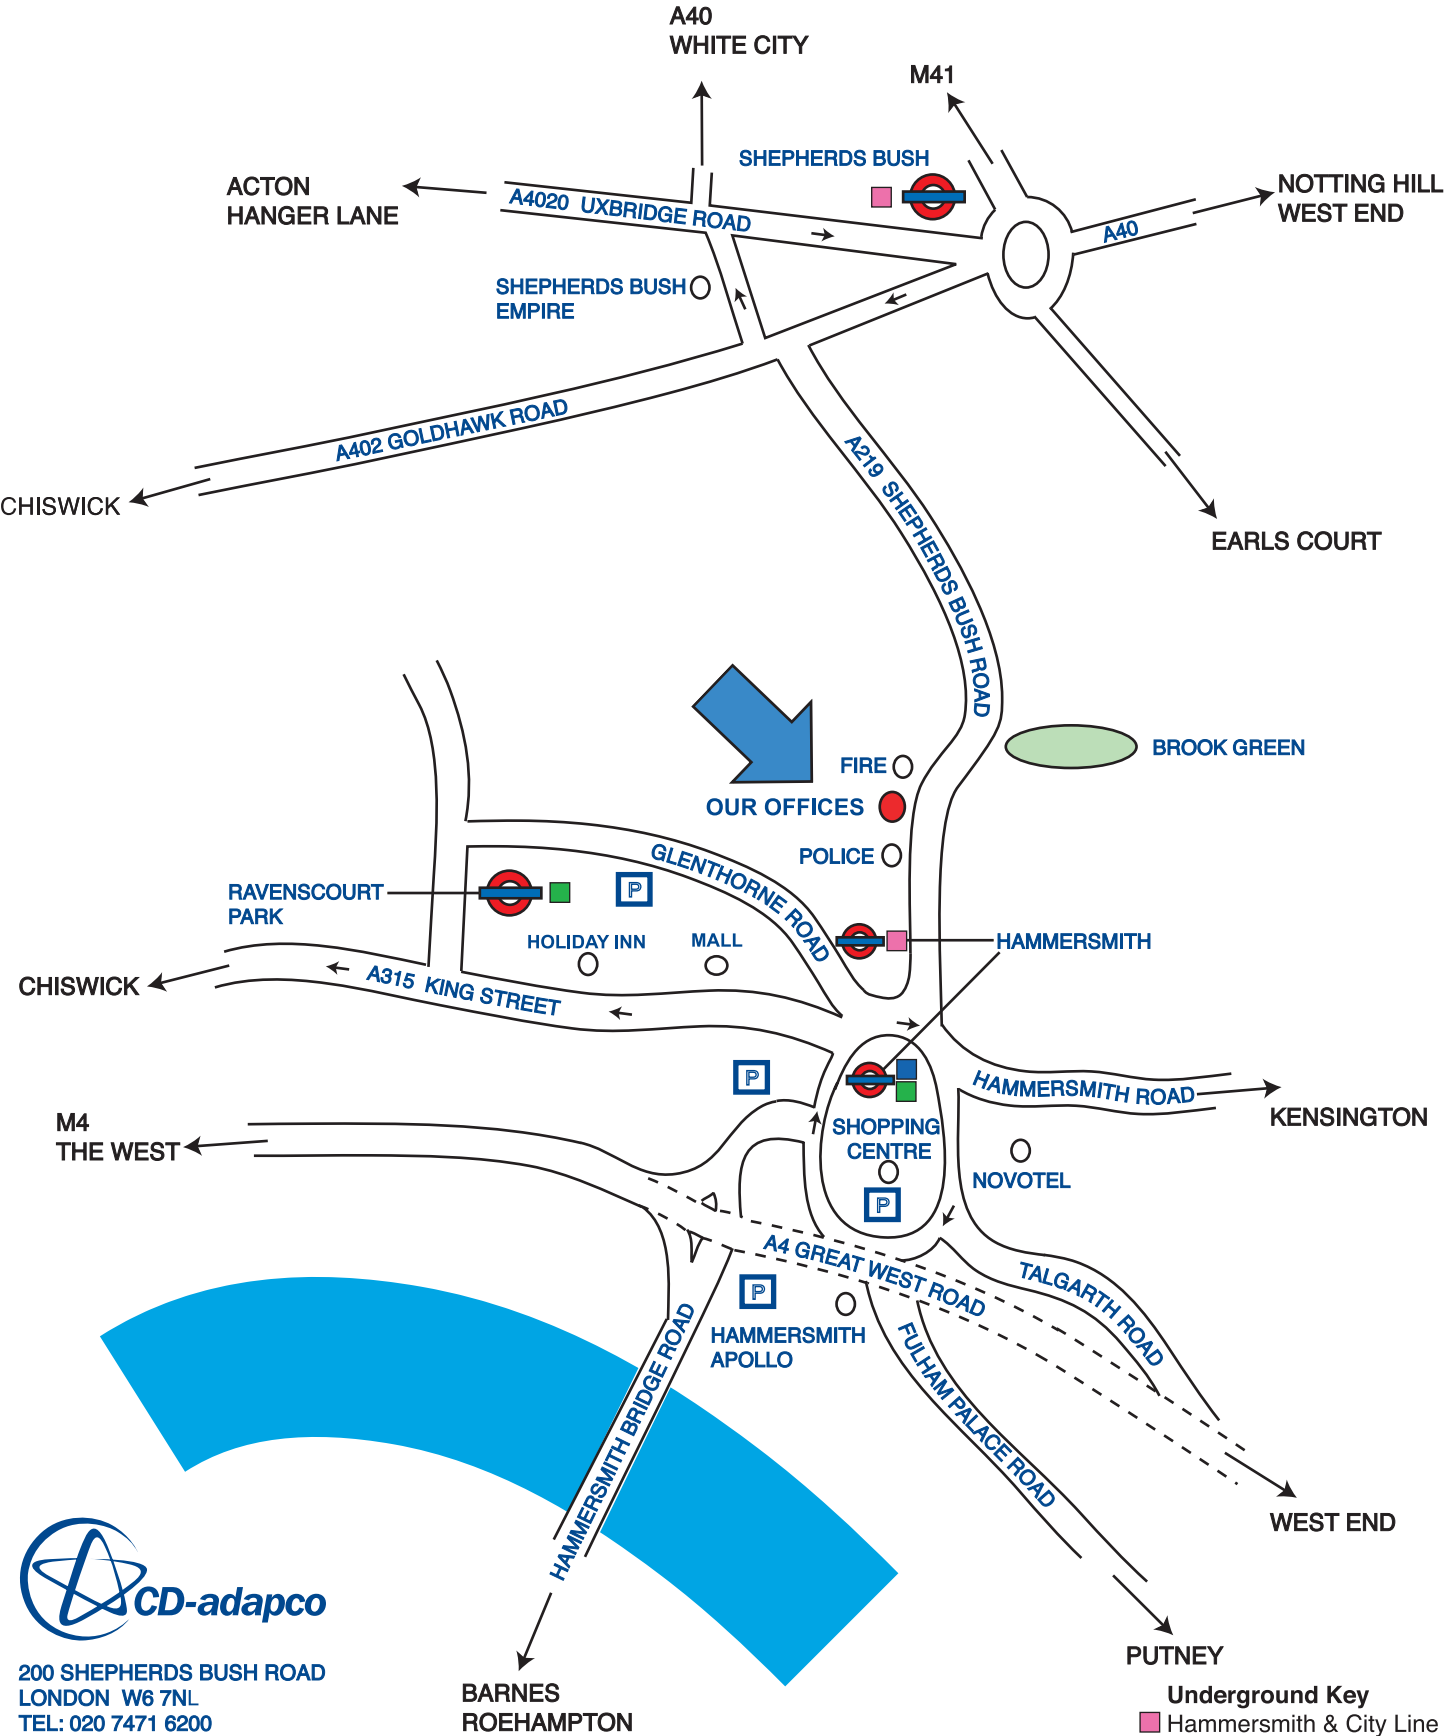 A40
WHITE CITY
M41
SHEPHERDS BUSH
ACTON
HANGER LANE
NOTTING HILL
WEST END
A4020 UXBRIDGE ROAD
A40
SHEPHERDS BUSH
EMPIRE
A402 GOLDHAWK ROAD
CHISWICK
A219 SHEPHERDS BUSH ROAD
EARLS COURT
BROOK GREEN
FIRE
OUR OFFICES
POLICE
GLENTHORNE ROAD
RAVENSCOURT
PARK
P
HOLIDAY INN
MALL
HAMMERSMITH
CHISWICK
A315 KING STREET
P
HAMMERSMITH ROAD
KENSINGTON
M4
THE WEST
SHOPPING
CENTRE
P
NOVOTEL
A4 GREAT WEST ROAD
TALGARTH ROAD
P
HAMMERSMITH
APOLLO
HAMMERSMITH BRIDGE ROAD
FULHAM PALACE ROAD
WEST END
PUTNEY
BARNES
ROEHAMPTON
CD-adapco
200 SHEPHERDS BUSH ROAD
LONDON W6 7NL
TEL: 020 7471 6200
Underground Key
Hammersmith & City Line